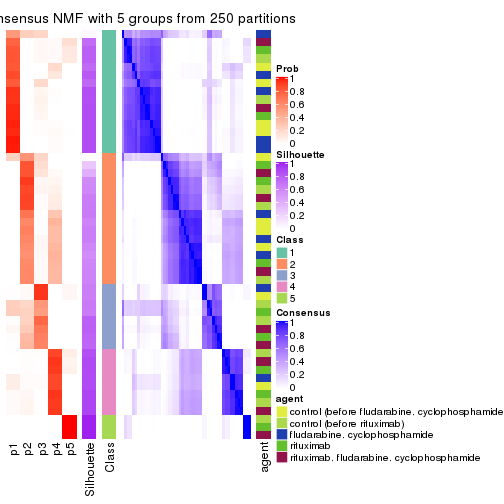 nsensus NMF with 5 groups from 250 partitions
Prob
1
0.8
0.6
0.4
0.2
0
Silhouette
1
0.8
0.6
0.4
0.2
0
Class
1
2
3
4
5
Consensus
1
0.8
0.6
0.4
0.2
0
agent
control (before fludarabine, cyclophosphamide
control (before rituximab)
fludarabine, cyclophosphamide
rituximab
rituximab, fludarabine, cyclophosphamide
p1
p2
p3
p4
p5
Silhouette
Class
agent